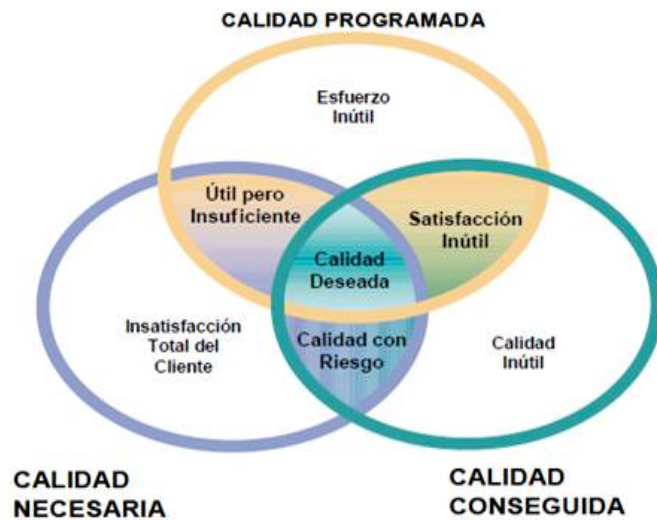 CALIDAD PROGRAMADA
Esfuerzo
Inútil
Útil pero
Insuficiente
Satisfacción
Inútil
Calidad
Deseada
Insatisfacción
Total del
Cliente
Calidad con
Riesgo
Calidad
Inútil
CALIDAD
NECESARIA
CALIDAD
CONSEGUIDA